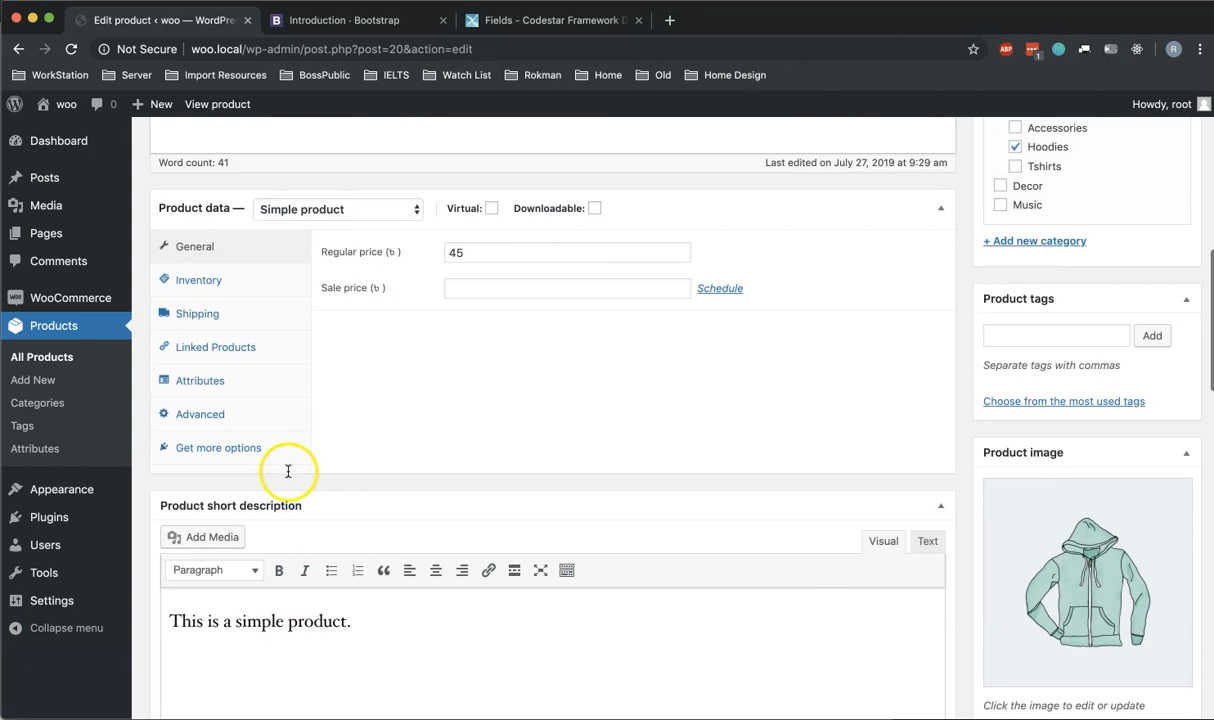 Edit product ‹ woo — WordPre
Introduction · Bootstrap
Fields - Codestar Framework D
Not Secure
woo.local/wp-admin/post.php?post=20&action=edit
ABP
1
R
WorkStation
Server
Import Resources
BossPublic
IELTS
Watch List
Rokman
Home
Old
Home Design
woo
0
New
View product
Howdy, root
Dashboard
Posts
Media
Pages
Comments
WooCommerce
Products
All Products
Add New
Categories
Tags
Attributes
Appearance
Plugins
Users
Tools
Settings
Collapse menu
Word count: 41
Last edited on July 27, 2019 at 9:29 am
Product data —
Simple product
Virtual:
Downloadable:
General
Inventory
Shipping
Linked Products
Attributes
Advanced
Get more options
Regular price (৳ )
45
Sale price (৳ )
Schedule
Product short description
Add Media
Visual
Text
Paragraph
B
I
This is a simple product.
Accessories
Hoodies
Tshirts
Decor
Music
+ Add new category
Product tags
Add
Separate tags with commas
Choose from the most used tags
Product image
Click the image to edit or update